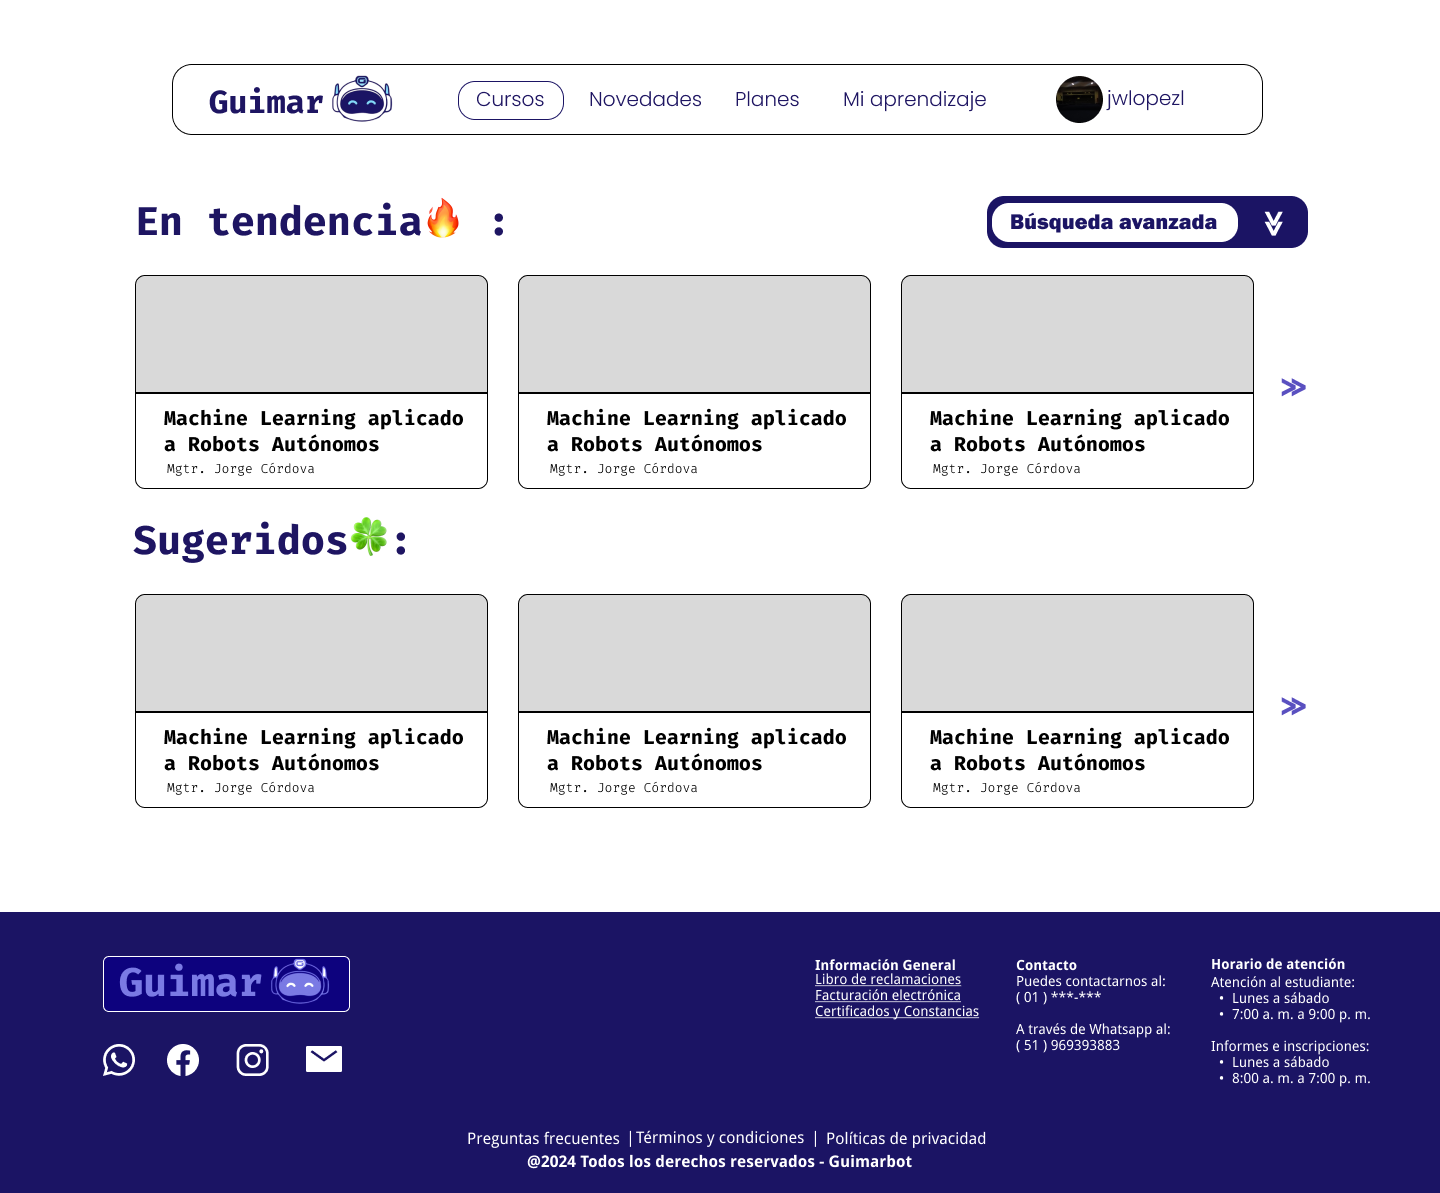 Guimar
Cursos
Novedades
Planes
Mi aprendizaje
jwlopezl
En tendencia🔥 :
Búsqueda avanzada
Machine Learning aplicado
a Robots Autónomos
Mgtr. Jorge Córdova
Machine Learning aplicado
a Robots Autónomos
Mgtr. Jorge Córdova
Machine Learning aplicado
a Robots Autónomos
Mgtr. Jorge Córdova
Sugeridos🍀:
Machine Learning aplicado
a Robots Autónomos
Mgtr. Jorge Córdova
Machine Learning aplicado
a Robots Autónomos
Mgtr. Jorge Córdova
Machine Learning aplicado
a Robots Autónomos
Mgtr. Jorge Córdova
Guimar
Información General
Libro de reclamaciones
Facturación electrónica
Certificados y Constancias
Contacto
Puedes contactarnos al:
( 01 ) ***-***
A través de Whatsapp al:
( 51 ) 969393883
Horario de atención
Atención al estudiante:
• Lunes a sábado
• 7:00 a. m. a 9:00 p. m.
Informes e inscripciones:
• Lunes a sábado
• 8:00 a. m. a 7:00 p. m.
Preguntas frecuentes | Términos y condiciones | Políticas de privacidad
@2024 Todos los derechos reservados - Guimarbot